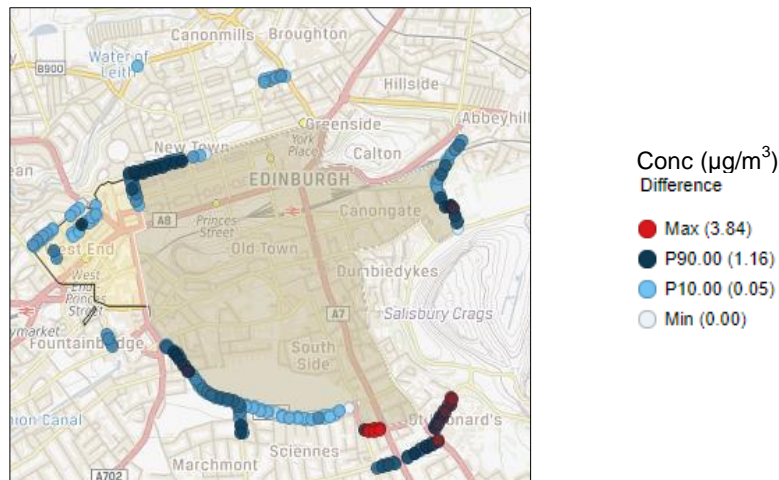 Canonmills
Broughton
Water of
Leith
B900
Hillside
Abbeyhill
Greenside
New Town
York
Place
Calton
EDINBURGH
Canongate
A8
Princes
Street
Old Town
Dumbiedykes
West End
West
End
Princes
Street
A7
Salisbury Crags
ymarket
Fountainbridge
South
Side
St Leonard's
ion Canal
Sciennes
Marchmont
A702
Conc (µg/m³)
Difference
Max (3.84)
P90.00 (1.16)
P10.00 (0.05)
Min (0.00)